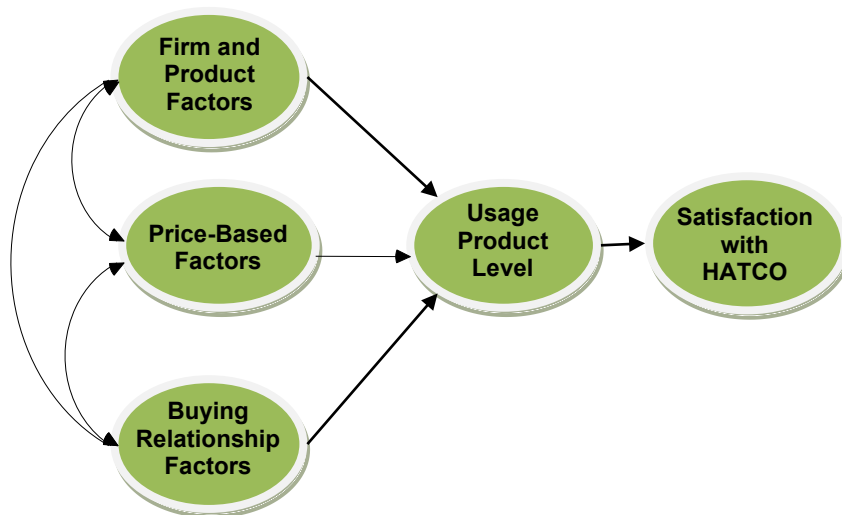 Firm and
Product
Factors
Price-Based
Factors
Buying
Relationship
Factors
Usage
Product
Level
Satisfaction
with
HATCO